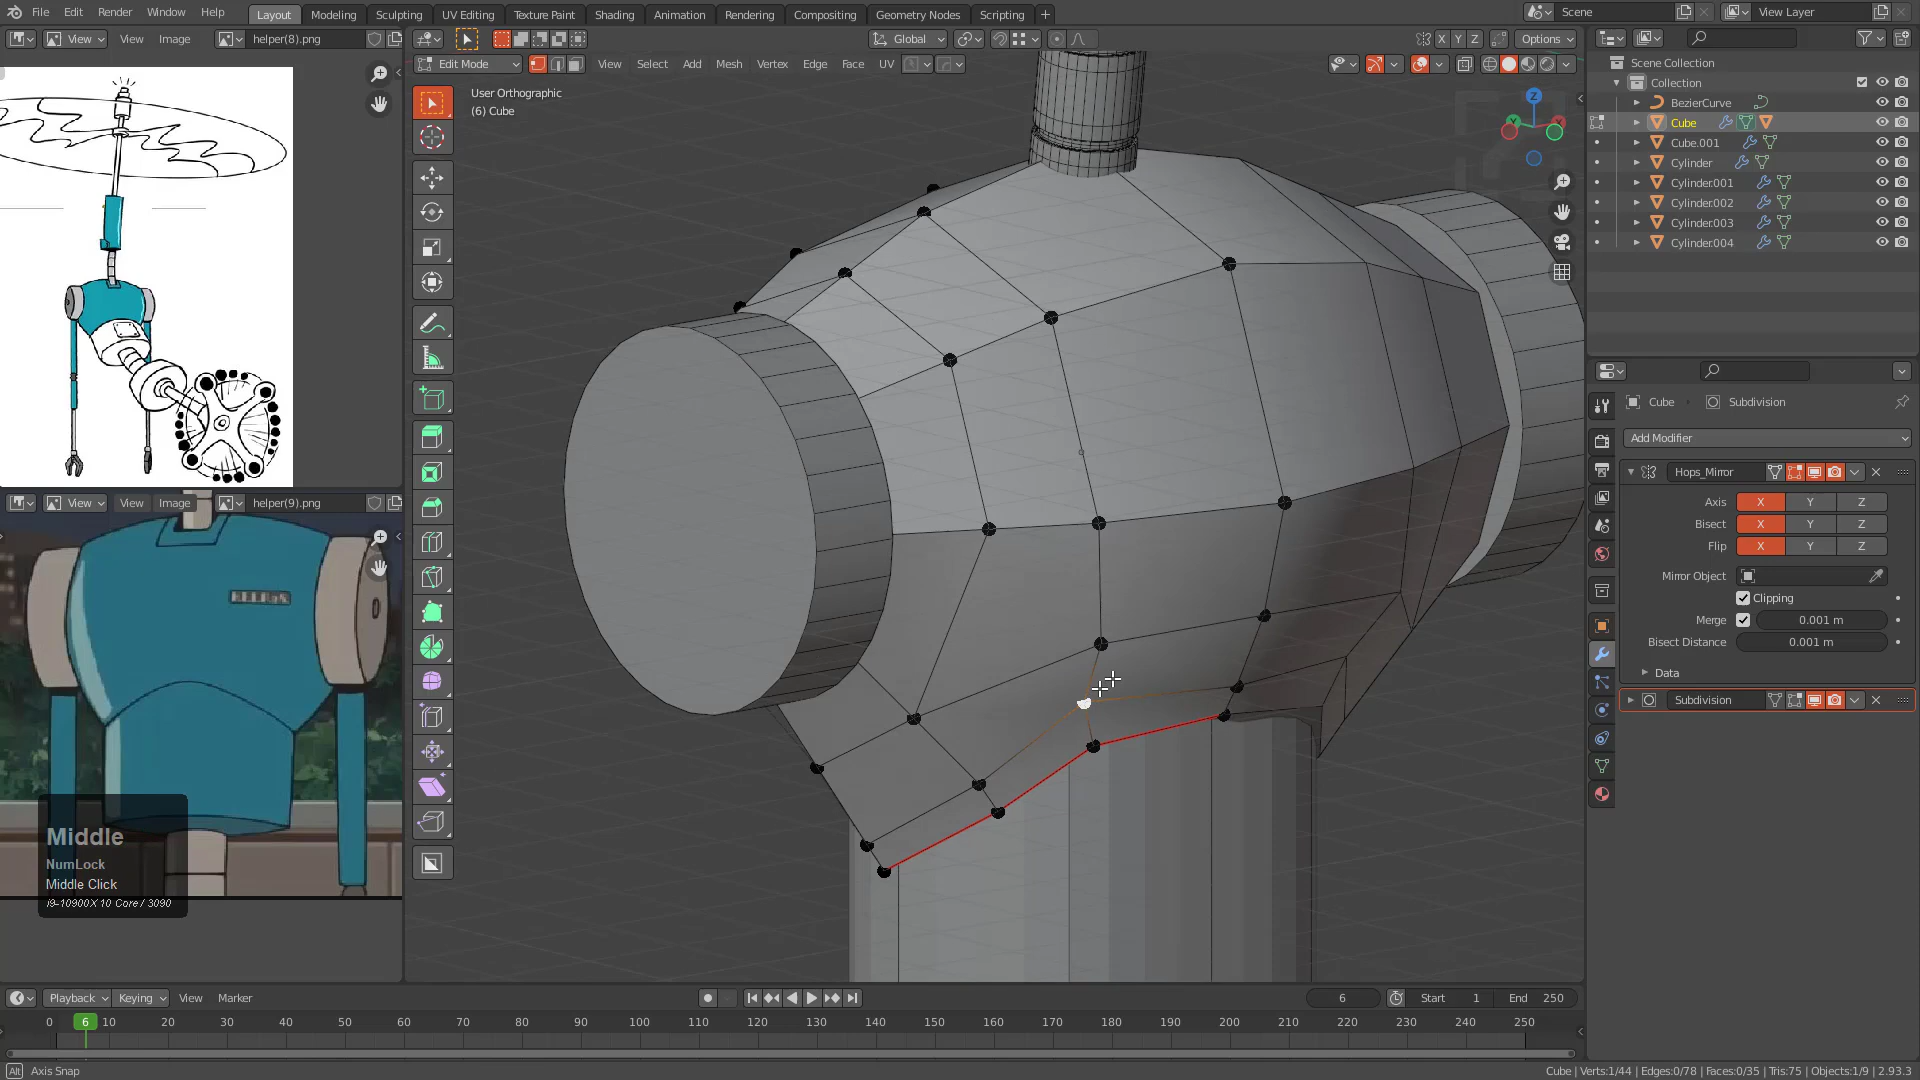 File Edit Render Window Help
Layout Modeling Sculpting UV Editing Texture Paint Shading Animation Rendering Compositing Geometry Nodes Scripting +
Scene View Layer
View View Image helper(8).png
Global X Y Z Options
Edit Mode View Select Add Mesh Vertex Edge Face UV
User Orthographic
(6) Cube
Z
Scene Collection
Collection
BezierCurve
Cube
Cube.001
Cylinder
Cylinder.001
Cylinder.002
Cylinder.003
Cylinder.004
Cube Subdivision
Add Modifier
Hops_Mirror
Axis X Y Z
Bisect X Y Z
Flip X Y Z
Mirror Object
Clipping
Merge 0.001 m
Bisect Distance 0.001 m
Data
Subdivision
View View Image helper(9).png
Middle
NumLock
Middle Click
i9-10900X 10 Core / 3090
Playback Keying View Marker
6 Start 1 End 250
0 6 10 20 30 40 50 60 70 80 90 100 110 120 130 140 150 160 170 180 190 200 210 220 230 240 250
Alt Axis Snap
Cube | Verts:1/44 | Edges:0/78 | Faces:0/35 | Tris:75 | Objects:1/9 | 2.93.3